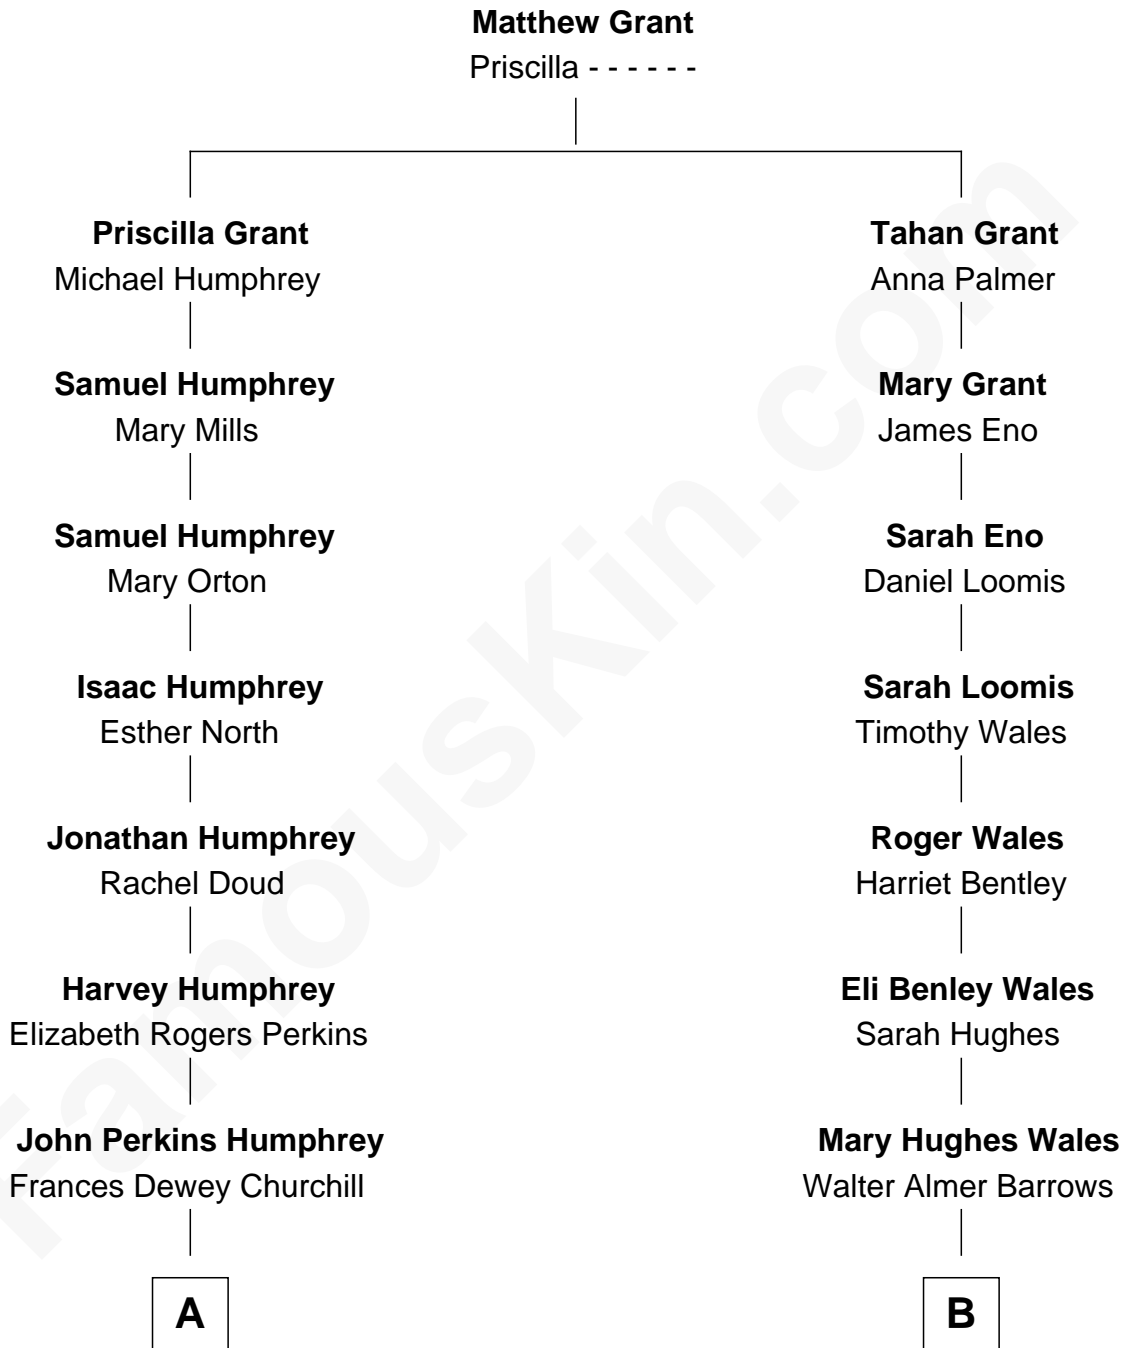 Matthew Grant
Priscilla - - - - - -
Priscilla Grant
Michael Humphrey
Tahan Grant
Anna Palmer
Samuel Humphrey
Mary Mills
Mary Grant
James Eno
Samuel Humphrey
Mary Orton
Sarah Eno
Daniel Loomis
Isaac Humphrey
Esther North
Sarah Loomis
Timothy Wales
Jonathan Humphrey
Rachel Doud
Roger Wales
Harriet Bentley
Harvey Humphrey
Elizabeth Rogers Perkins
Eli Benley Wales
Sarah Hughes
John Perkins Humphrey
Frances Dewey Churchill
Mary Hughes Wales
Walter Almer Barrows
A
B
FamousKin.com